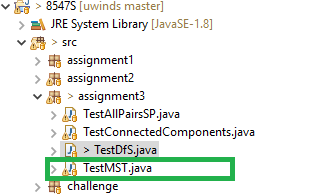 > 8547S [uwinds master]
JRE System Library [JavaSE-1.8]
> src
assignment1
assignment2
> assignment3
TestAllPairsSP.java
TestConnectedComponents.java
> TestDfS.java
TestMST.java
challenge